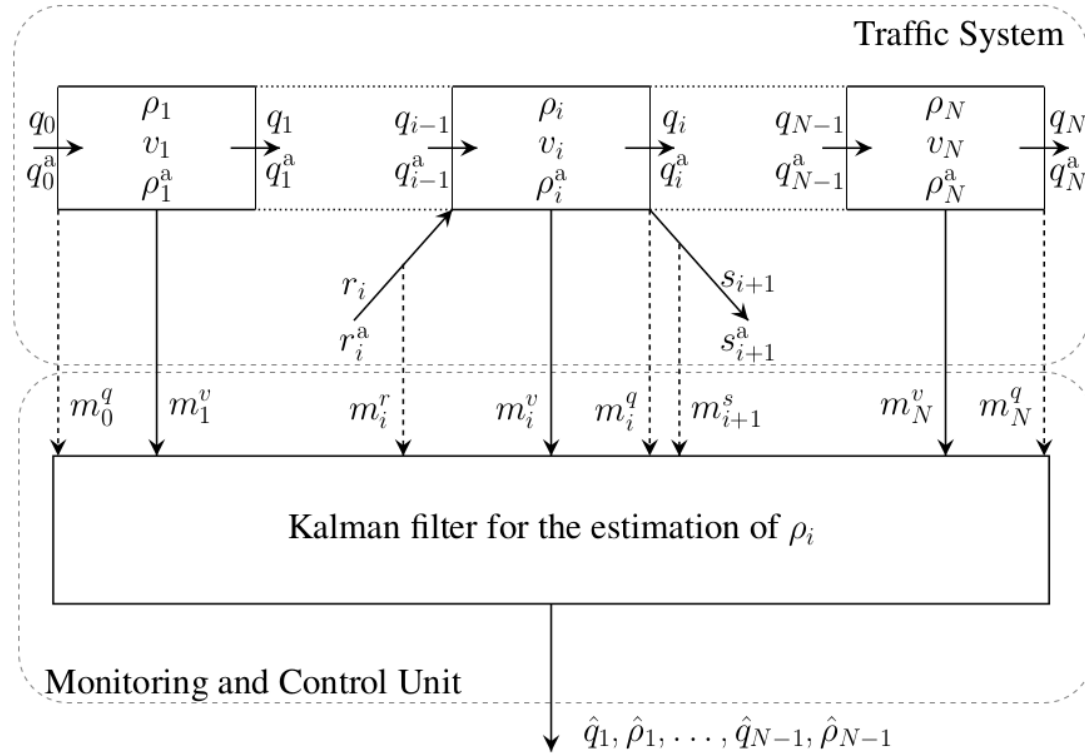 Traffic System
q_0 ρ_1 q_1 q_{i-1} ρ_i q_i q_{N-1} ρ_N q_N
v_1 v_i v_N
q_0^a ρ_1^a q_1^a q_{i-1}^a ρ_i^a q_i^a q_{N-1}^a ρ_N^a q_N^a
r_i s_{i+1}
r_i^a s_{i+1}^a
m_0^q m_1^v m_i^r m_i^v m_i^q m_{i+1}^s m_N^v m_N^q
Kalman filter for the estimation of ρ_i
Monitoring and Control Unit
q̂_1, ρ̂_1, . . . , q̂_{N-1}, ρ̂_{N-1}